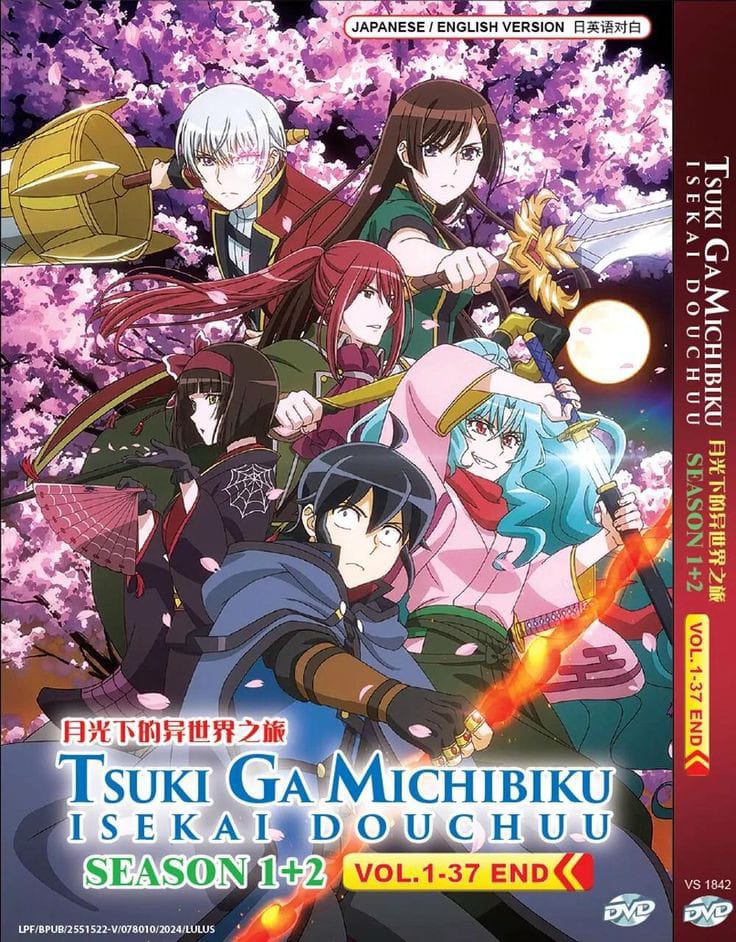 JAPANESE / ENGLISH VERSION 日英语对白
月光下的异世界之旅
TSUKI GA MICHIBIKU
ISEKAI DOUCHUU
SEASON 1+2
VOL.1-37 END
LPF/BPUB/2551522-V/078010/2024/LULUS
DVD
TSUKI GA MICHIBIKU
ISEKAI DOUCHUU
月光下的异世界之旅
SEASON 1+2
VOL.1-37 END
VS 1842
DVD